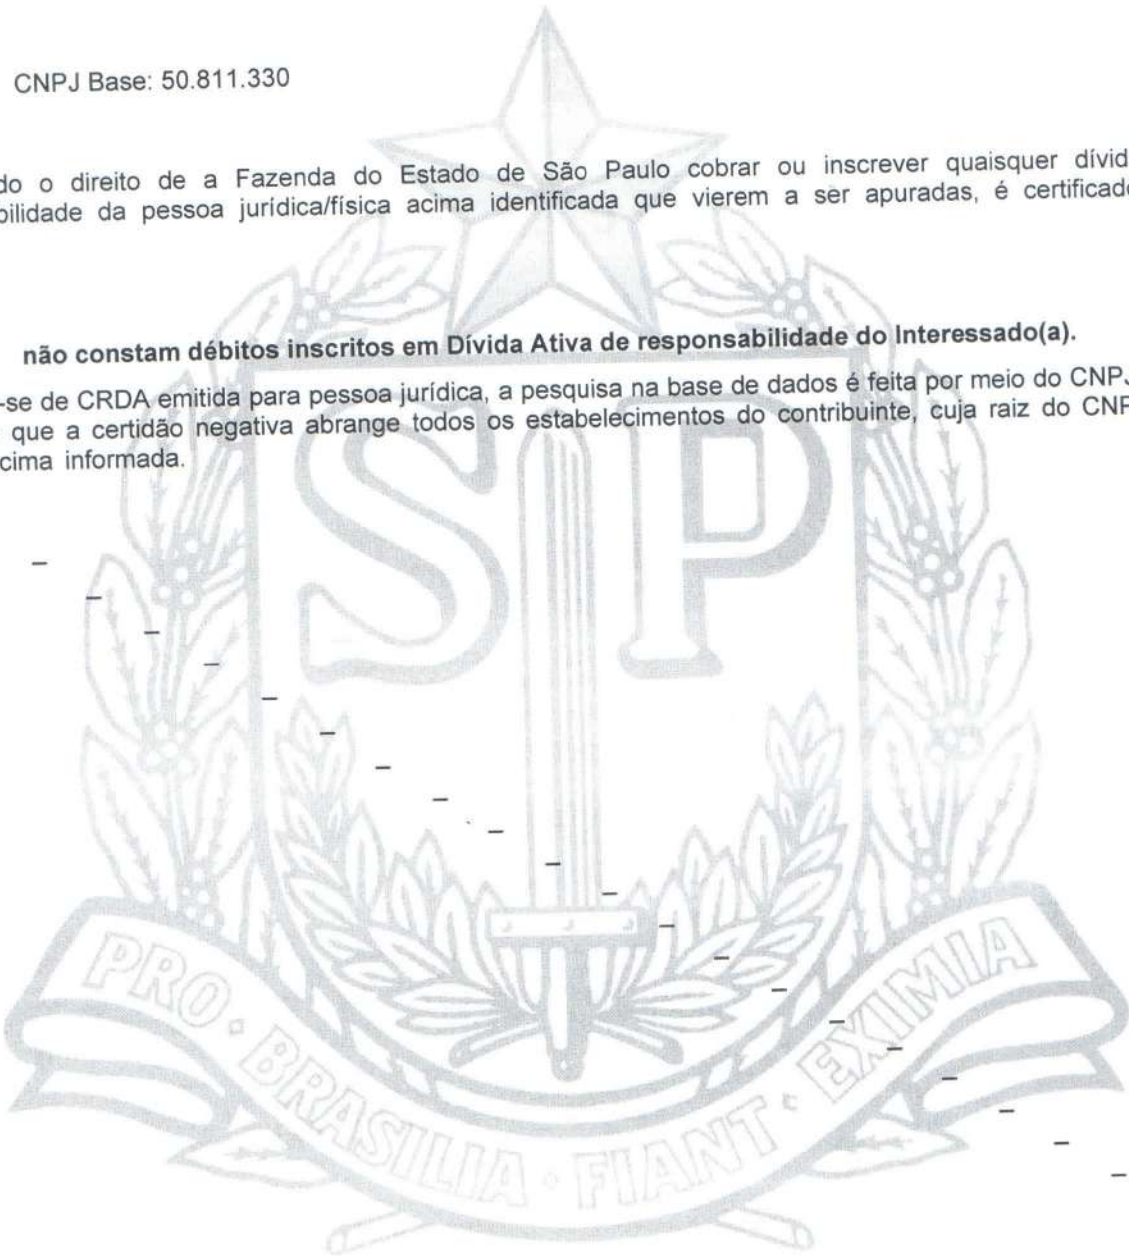 CNPJ Base: 50.811.330
do o direito de a Fazenda do Estado de São Paulo cobrar ou inscrever quaisquer dívid
bilidade da pessoa jurídica/física acima identificada que vierem a ser apuradas, é certificado
não constam débitos inscritos em Dívida Ativa de responsabilidade do Interessado(a).
-se de CRDA emitida para pessoa jurídica, a pesquisa na base de dados é feita por meio do CNPJ
que a certidão negativa abrange todos os estabelecimentos do contribuinte, cuja raiz do CNP
cima informada.
SP
PRO · BRASILIA · FIANT · EXIMIA